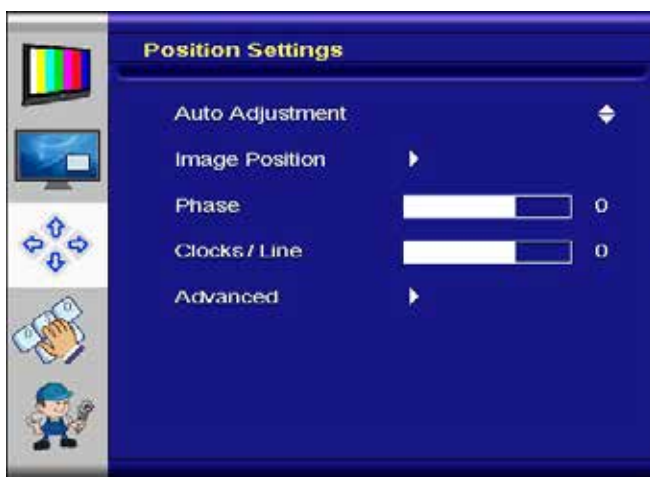 Position Settings
Auto Adjustment
Image Position
Phase 0
Clocks / Line 0
Advanced